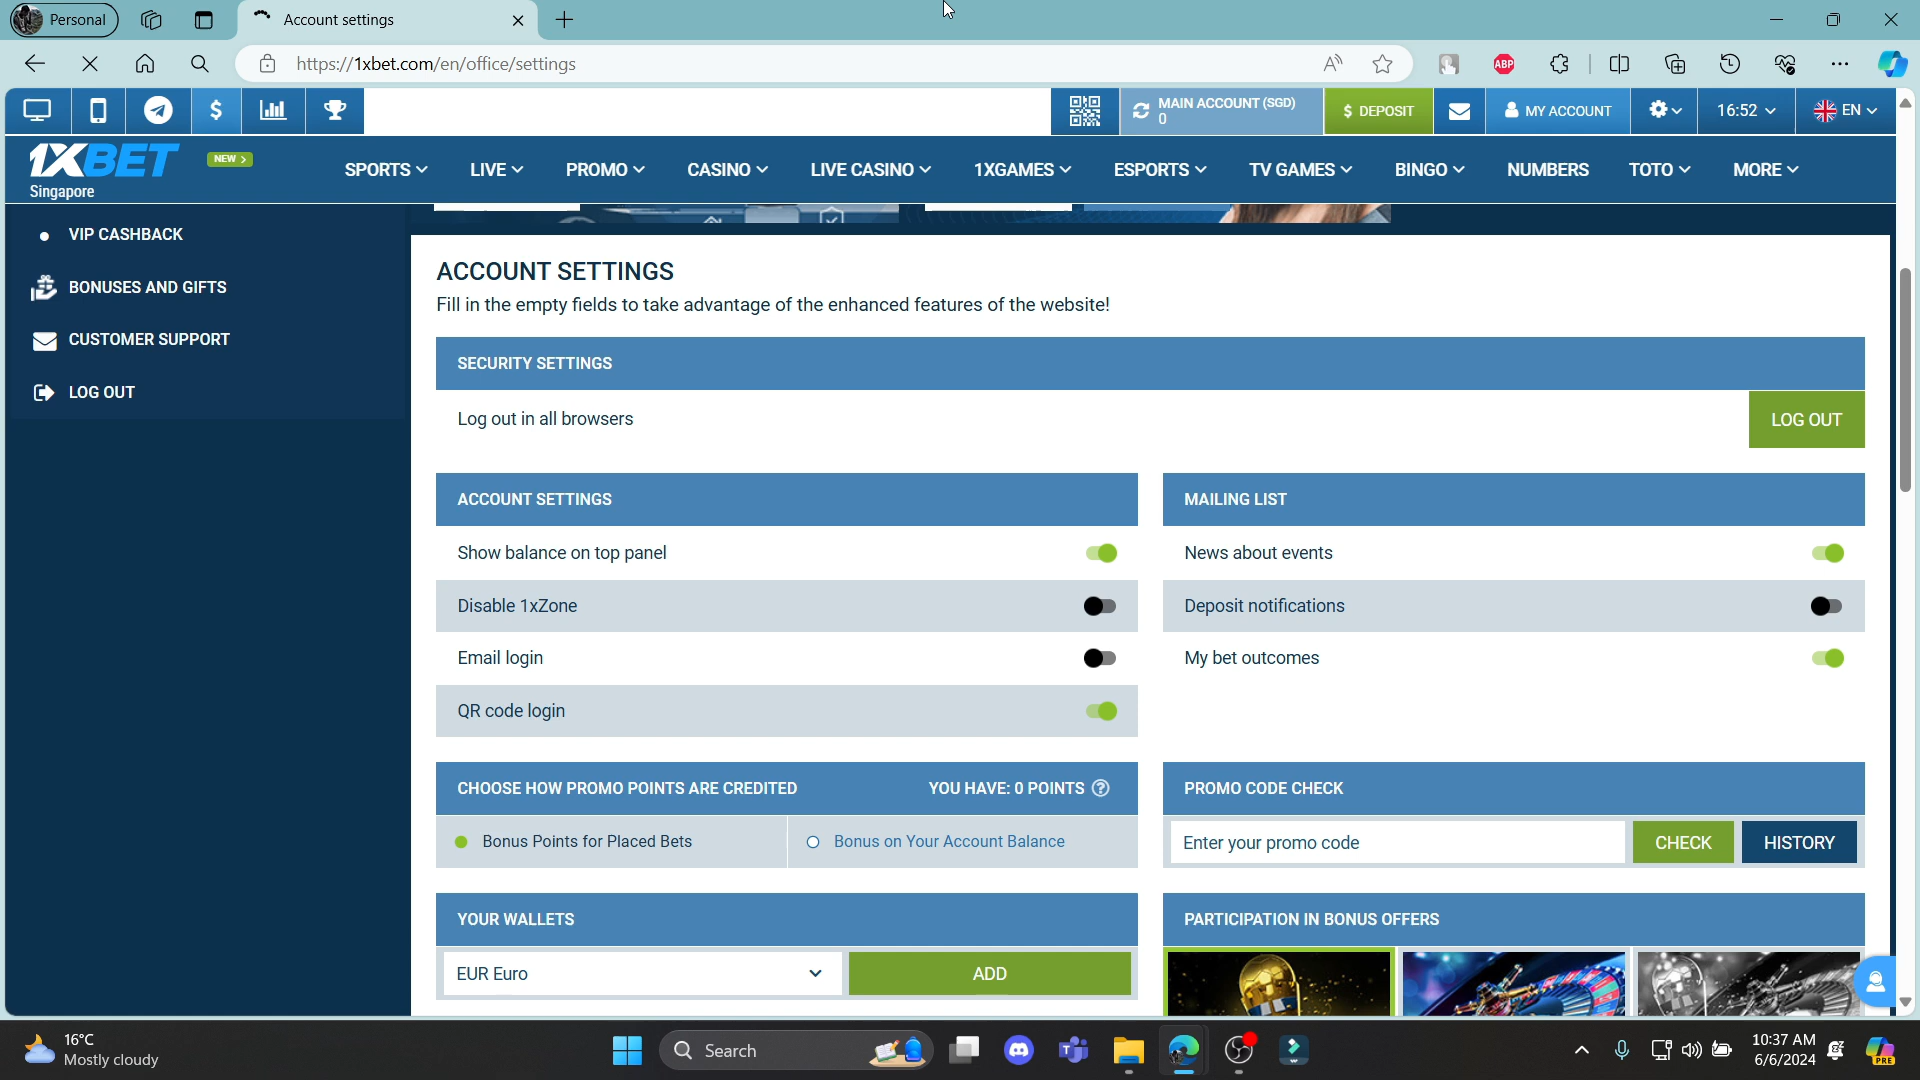 Personal
Account settings
https://1xbet.com/en/office/settings
ABP
MAIN ACCOUNT (SGD)
0
$ DEPOSIT
MY ACCOUNT
16:52
EN
1XBET
Singapore
NEW >
SPORTS
LIVE
PROMO
CASINO
LIVE CASINO
1XGAMES
ESPORTS
TV GAMES
BINGO
NUMBERS
TOTO
MORE
VIP CASHBACK
BONUSES AND GIFTS
CUSTOMER SUPPORT
LOG OUT
ACCOUNT SETTINGS
Fill in the empty fields to take advantage of the enhanced features of the website!
SECURITY SETTINGS
Log out in all browsers
LOG OUT
ACCOUNT SETTINGS
Show balance on top panel
Disable 1xZone
Email login
QR code login
MAILING LIST
News about events
Deposit notifications
My bet outcomes
CHOOSE HOW PROMO POINTS ARE CREDITED
YOU HAVE: 0 POINTS ?
Bonus Points for Placed Bets
Bonus on Your Account Balance
PROMO CODE CHECK
Enter your promo code
CHECK
HISTORY
YOUR WALLETS
EUR Euro
ADD
PARTICIPATION IN BONUS OFFERS
16°C
Mostly cloudy
Search
10:37 AM
6/6/2024
PRE